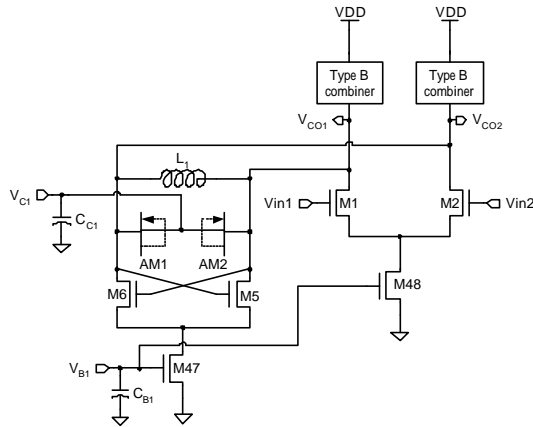 VDD
VDD
Type B
combiner
Type B
combiner
VCO1
VCO2
L1
VC1
Vin1
M1
M2
Vin2
CC1
AM1
AM2
M6
M5
M48
VB1
M47
CB1